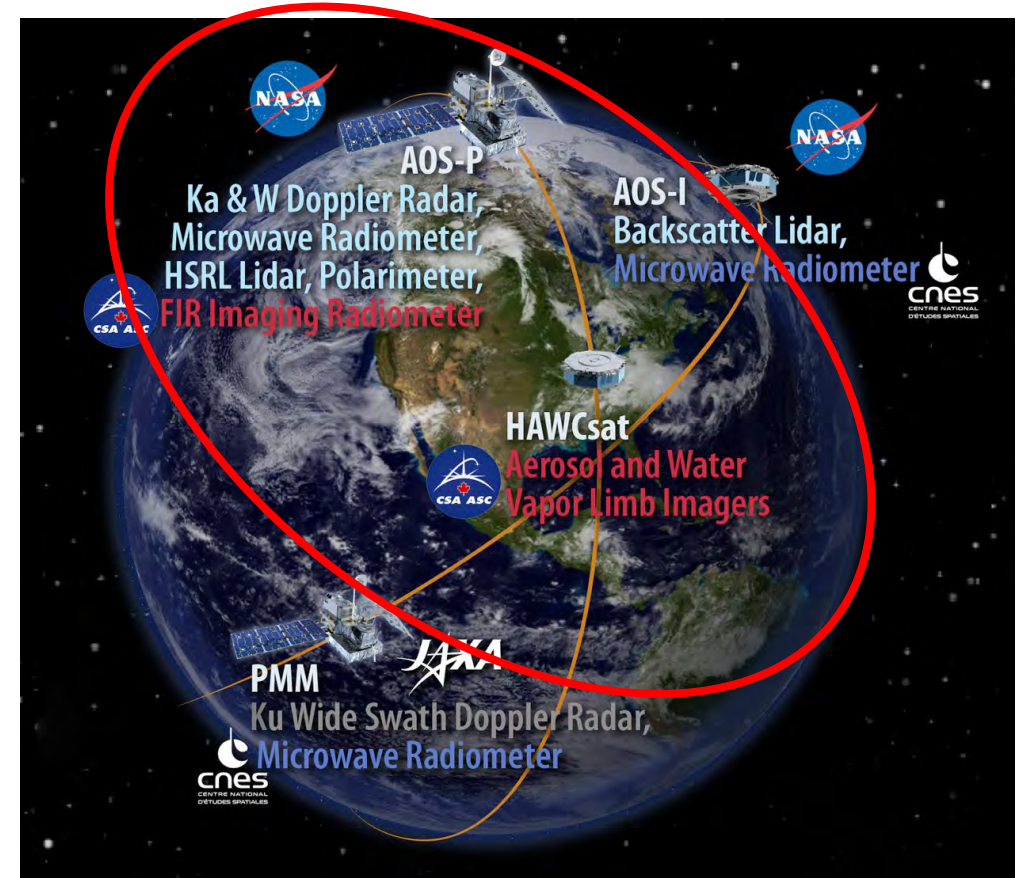 NASA
NASA
AOS-P
Ka & W Doppler Radar,
Microwave Radiometer,
HSRL Lidar, Polarimeter,
FIR Imaging Radiometer
CSA ASC
AOS-I
Backscatter Lidar,
Microwave Radiometer
cnes
CENTRE NATIONAL
D'ÉTUDES SPATIALES
HAWCsat
Aerosol and Water
Vapor Limb Imagers
CSA ASC
JAXA
PMM
Ku Wide Swath Doppler Radar,
Microwave Radiometer
cnes
CENTRE NATIONAL
D'ÉTUDES SPATIALES